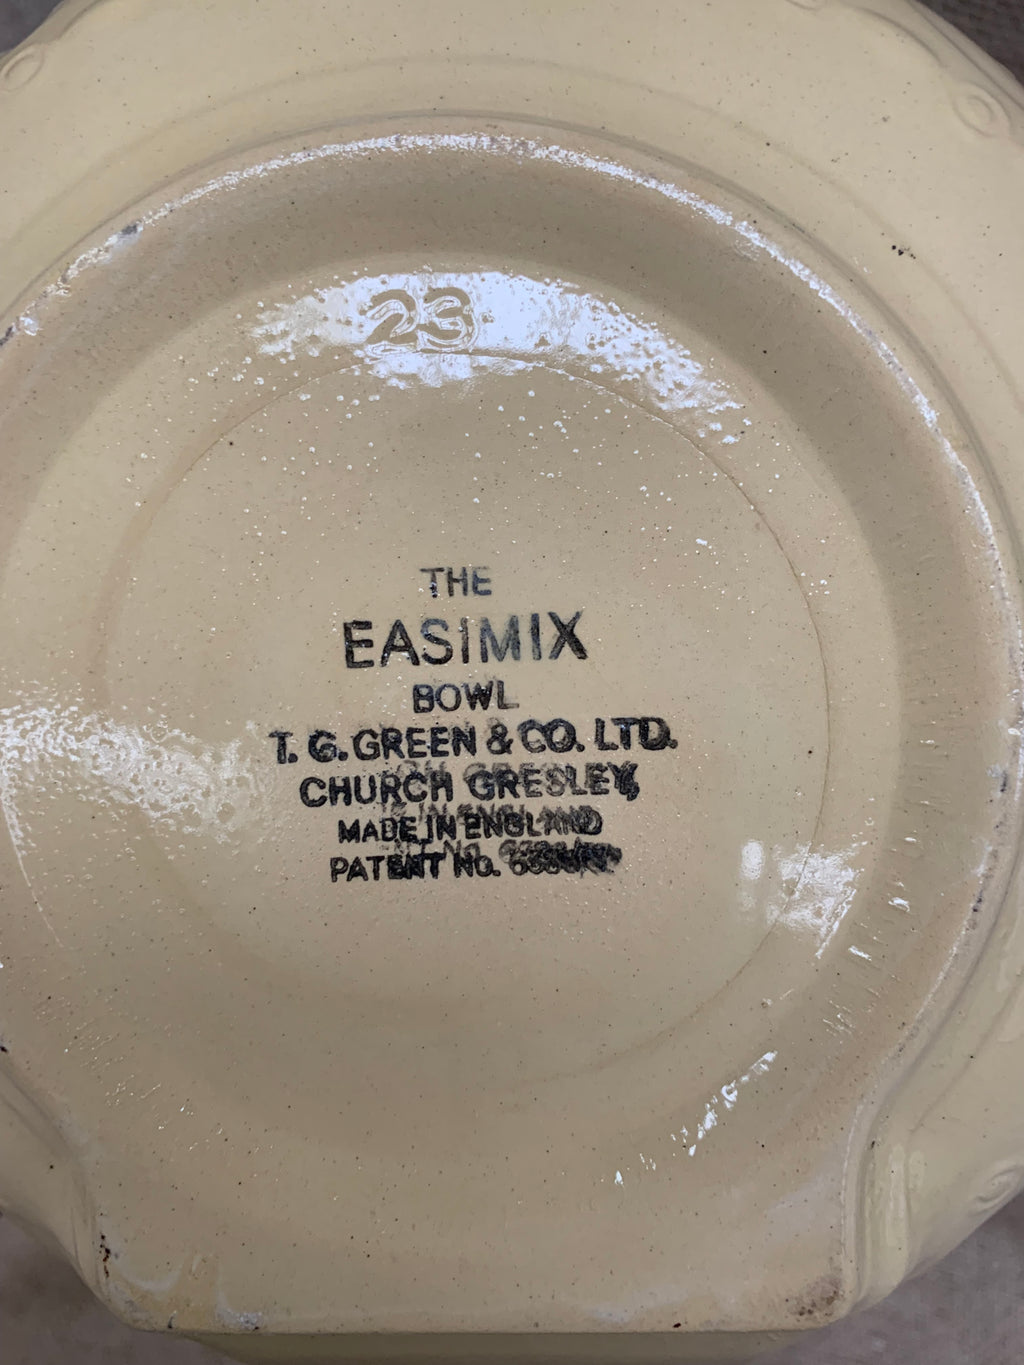 23
THE
EASIMIX
BOWL
T. G. GREEN & CO. LTD.
CHURCH GRESLEY,
MADE IN ENGLAND
PATENT NO.